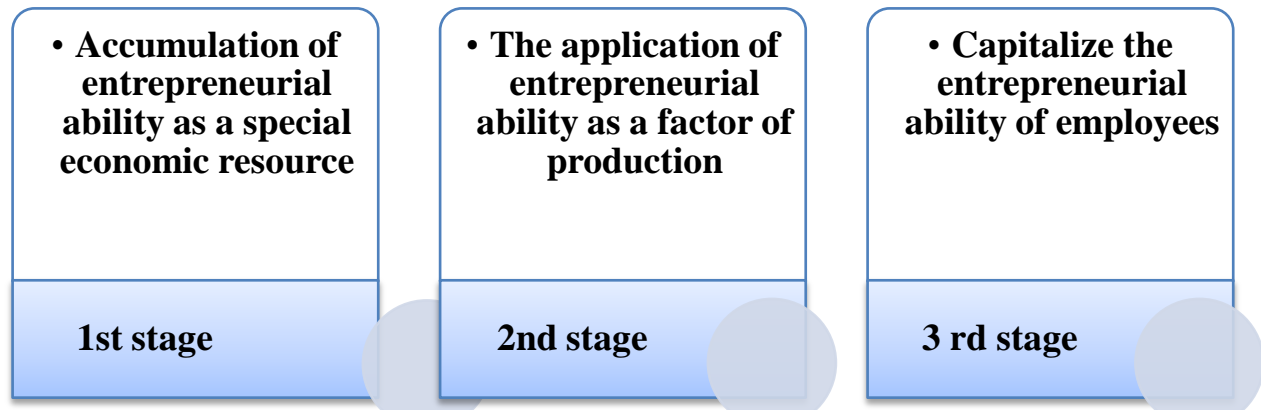 • Accumulation of
entrepreneurial
ability as a special
economic resource
1st stage
• The application of
entrepreneurial
ability as a factor of
production
2nd stage
• Capitalize the
entrepreneurial
ability of employees
3 rd stage